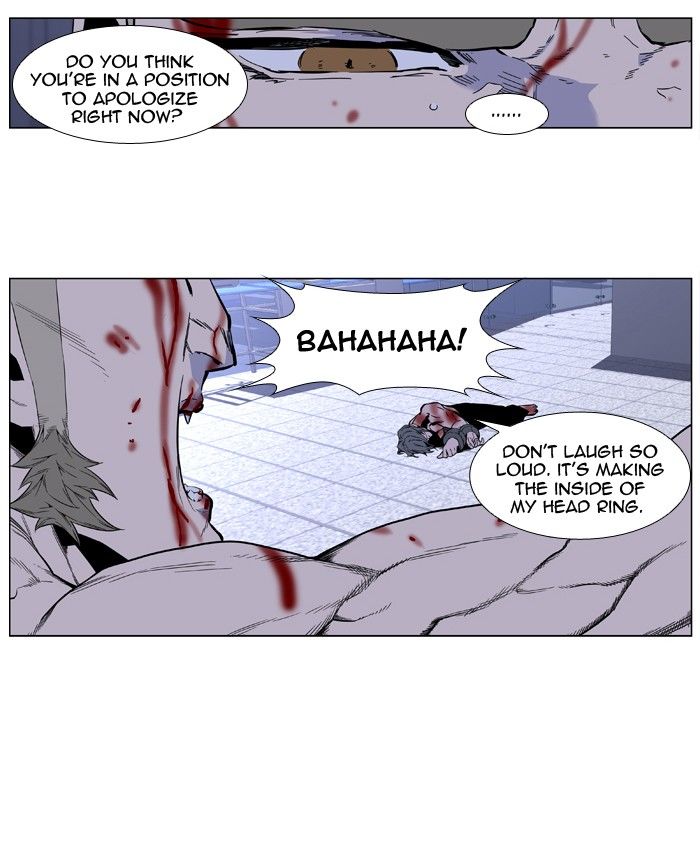 DO YOU THINK
YOU'RE IN A POSITION
TO APOLOGIZE
RIGHT NOW?
......
BAHAHAHA!
DON'T LAUGH SO
LOUD. IT'S MAKING
THE INSIDE OF
MY HEAD RING.